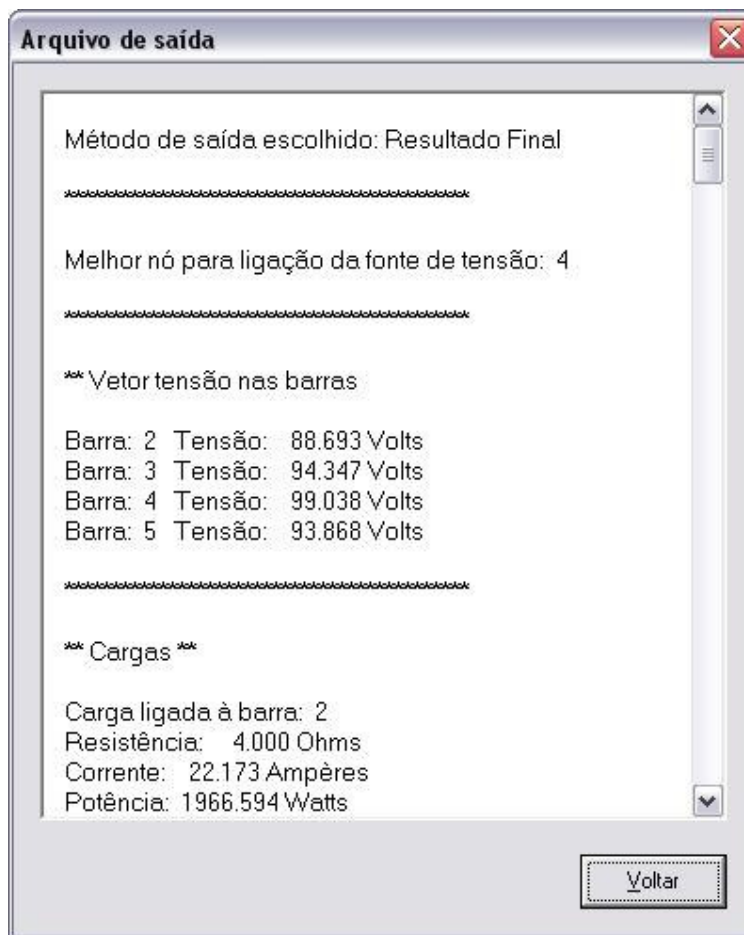 Arquivo de saída
Método de saída escolhido: Resultado Final
*******************************************************
Melhor nó para ligação da fonte de tensão: 4
*******************************************************
** Vetor tensão nas barras
Barra: 2 Tensão: 88.693 Volts
Barra: 3 Tensão: 94.347 Volts
Barra: 4 Tensão: 99.038 Volts
Barra: 5 Tensão: 93.868 Volts
*******************************************************
** Cargas **
Carga ligada à barra: 2
Resistência: 4.000 Ohms
Corrente: 22.173 Ampères
Potência: 1966.594 Watts
Voltar